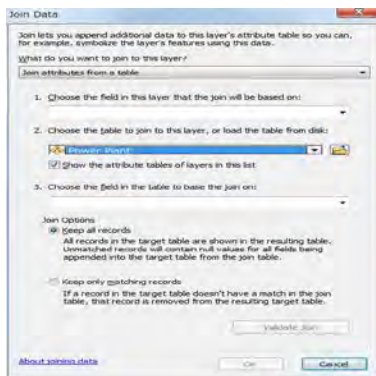 Join Data
Join lets you append additional data to this layer's attribute table so you can,
for example, symbolize the layer's features using this data.
What do you want to join to this layer?
Join attributes from a table
1. Choose the field in this layer that the join will be based on:
2. Choose the table to join to this layer, or load the table from disk:
Power Plant
Show the attribute tables of layers in this list
3. Choose the field in the table to base the join on:
Join Options
Keep all records
All records in the target table are shown in the resulting table.
Unmatched records will contain null values for all fields being
appended into the target table from the join table.
Keep only matching records
If a record in the target table doesn't have a match in the join
table, that record is removed from the resulting target table.
Validate Join
About joining data
OK
Cancel